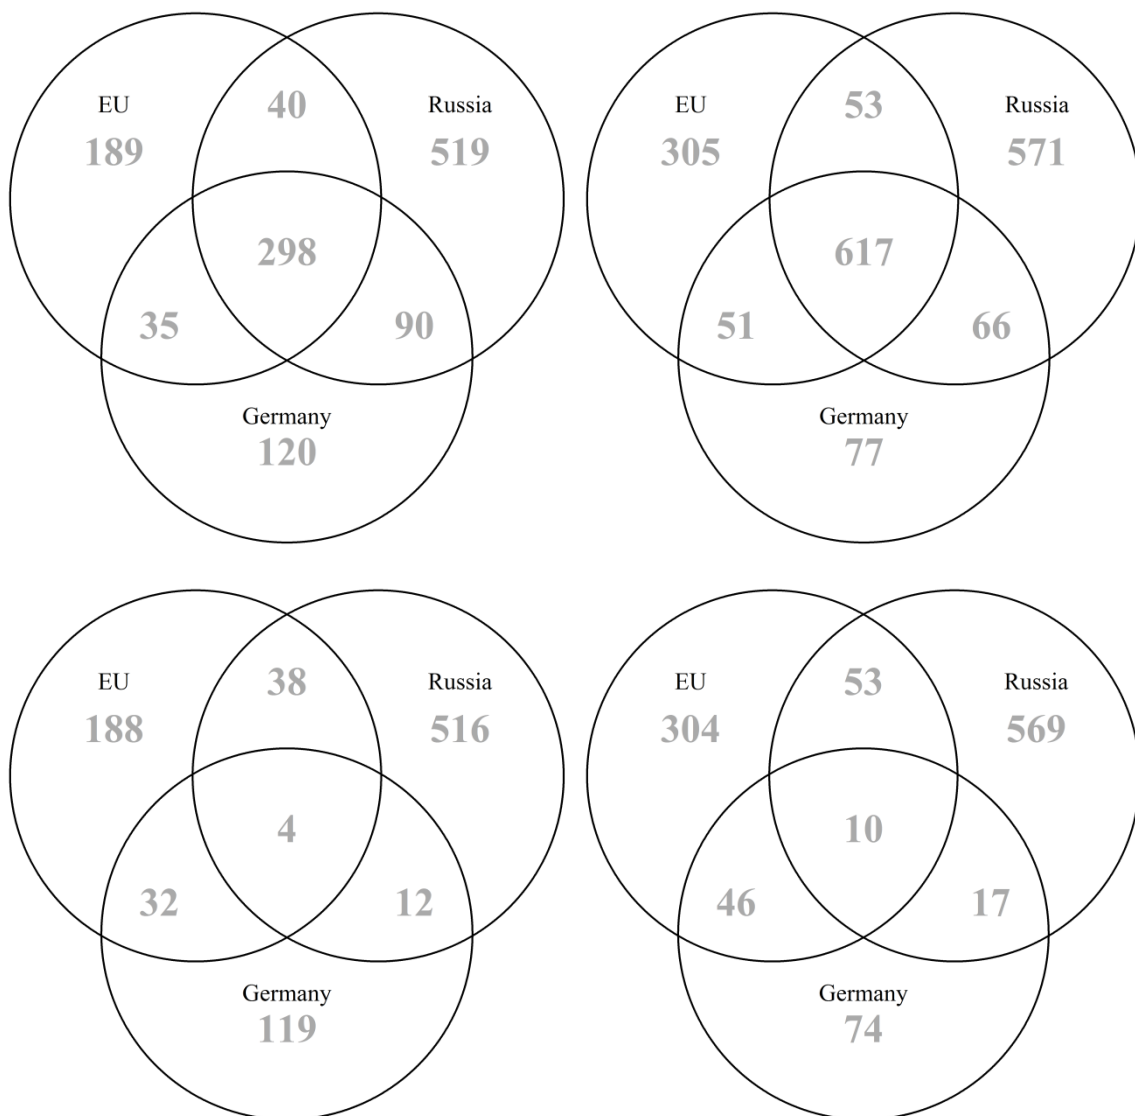 EU 40 Russia EU 53 Russia
189 519 305 571
298 617
35 90 51 66
Germany Germany
120 77
EU 38 Russia EU 53 Russia
188 516 304 569
4 10
32 12 46 17
Germany Germany
119 74